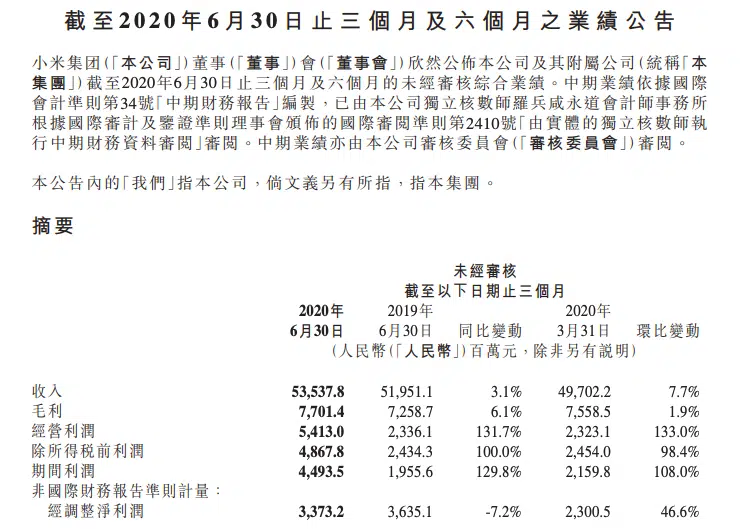 截至2020年6月30日止三個月及六個月之業績公告
小米集团(「本公司」)董事(「董事」)會(「董事會」)欣然公佈本公司及其附屬公司(統稱「本
集團」)截至2020年6月30日止三個月及六個月的未經審核綜合業績。中期業績依據國際
會計準則第34號「中期財務報告」編製，已由本公司獨立核數師羅兵咸永道會計師事務所
根據國際審計及鑒證準則理事會頒佈的國際審閱準則第2410號「由實體的獨立核數師執
行中期財務資料審閱」審閱。中期業績亦由本公司審核委員會(「審核委員會」)審閱。
本公告內的「我們」指本公司，倘文義另有所指，指本集團。
摘要
未經審核
截至以下日期止三個月
2020年 2019年 2020年
6月30日 6月30日 同比變動 3月31日 環比變動
(人民幣(「人民幣」)百萬元，除非另有説明)
收入 53,537.8 51,951.1 3.1% 49,702.2 7.7%
毛利 7,701.4 7,258.7 6.1% 7,558.5 1.9%
經營利潤 5,413.0 2,336.1 131.7% 2,323.1 133.0%
除所得税前利潤 4,867.8 2,434.3 100.0% 2,454.0 98.4%
期間利潤 4,493.5 1,955.6 129.8% 2,159.8 108.0%
非國際財務報告準則計量：
經調整淨利潤 3,373.2 3,635.1 -7.2% 2,300.5 46.6%